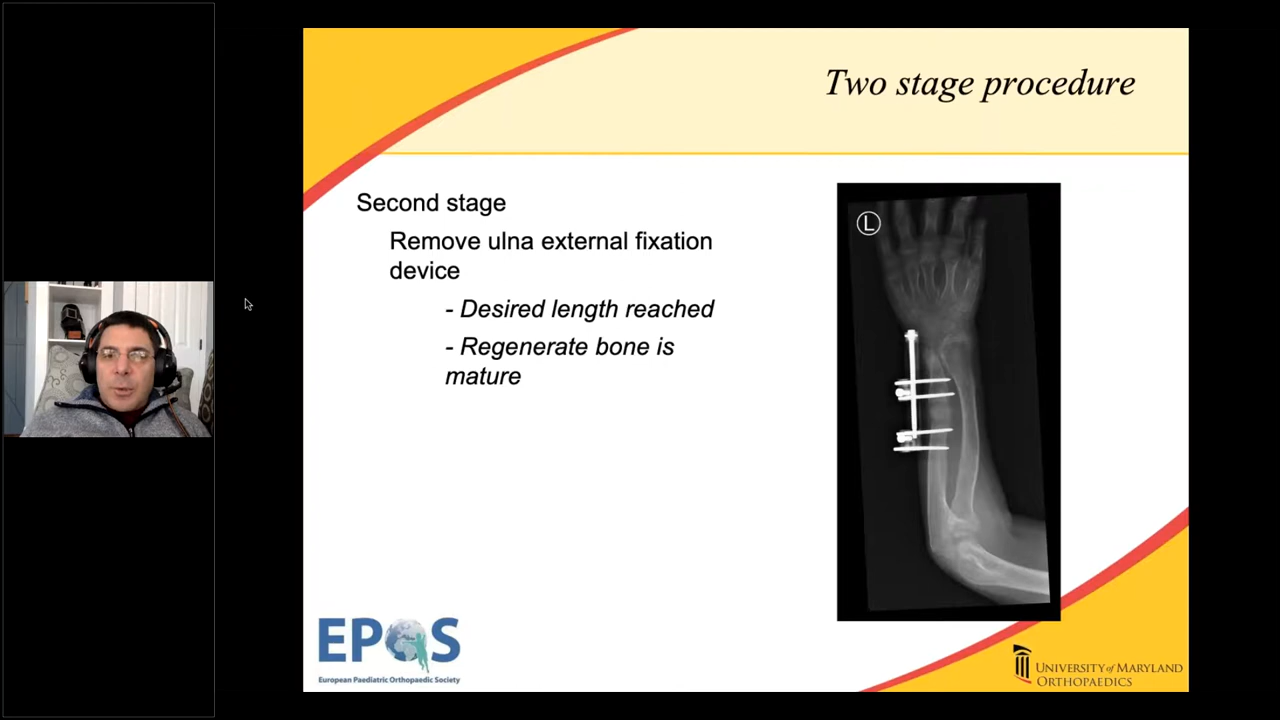 Two stage procedure
Second stage
Remove ulna external fixation
device
- Desired length reached
- Regenerate bone is
mature
L
EPOS
European Paediatric Orthopaedic Society
UNIVERSITY of MARYLAND
ORTHOPAEDICS